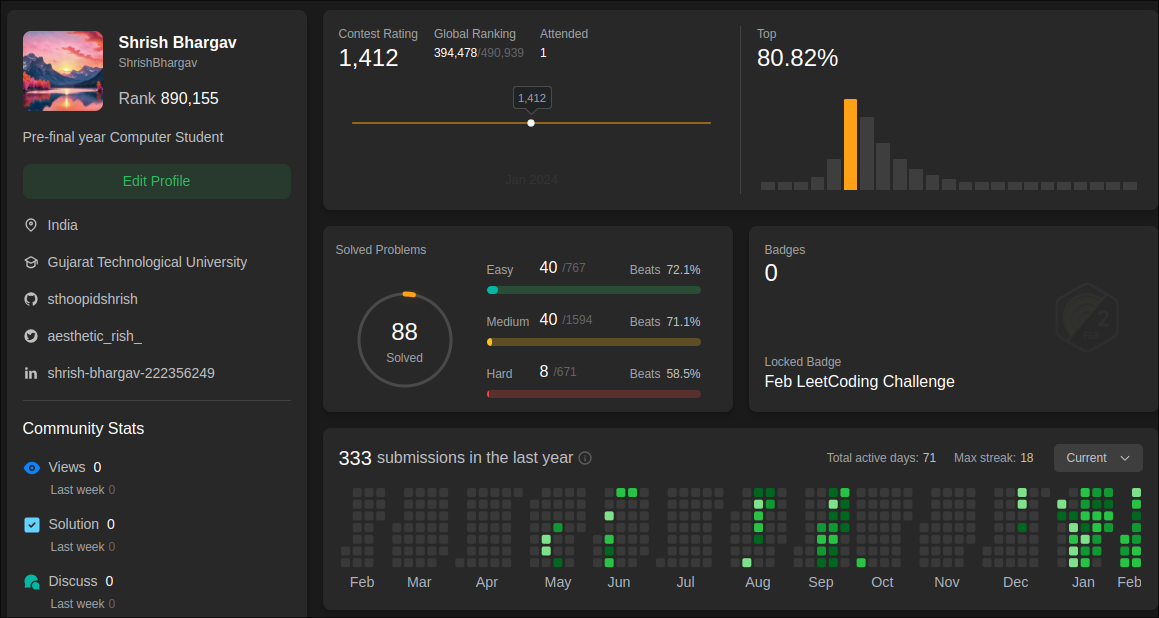 Shrish Bhargav
ShrishBhargav
Rank 890,155
Pre-final year Computer Student
Edit Profile
India
Gujarat Technological University
sthoopidshrish
aesthetic_rish_
shrish-bhargav-222356249
Community Stats
Views 0
Last week 0
Solution 0
Last week 0
Discuss 0
Last week 0
Contest Rating
1,412
Global Ranking
394,478/490,939
Attended
1
1,412
Jan 2024
Top
80.82%
Solved Problems
88
Solved
Easy 40 /767 Beats 72.1%
Medium 40 /1594 Beats 71.1%
Hard 8 /671 Beats 58.5%
Badges
0
2
Locked Badge
Feb LeetCoding Challenge
333 submissions in the last year
Total active days: 71 Max streak: 18 Current
Feb Mar Apr May Jun Jul Aug Sep Oct Nov Dec Jan Feb